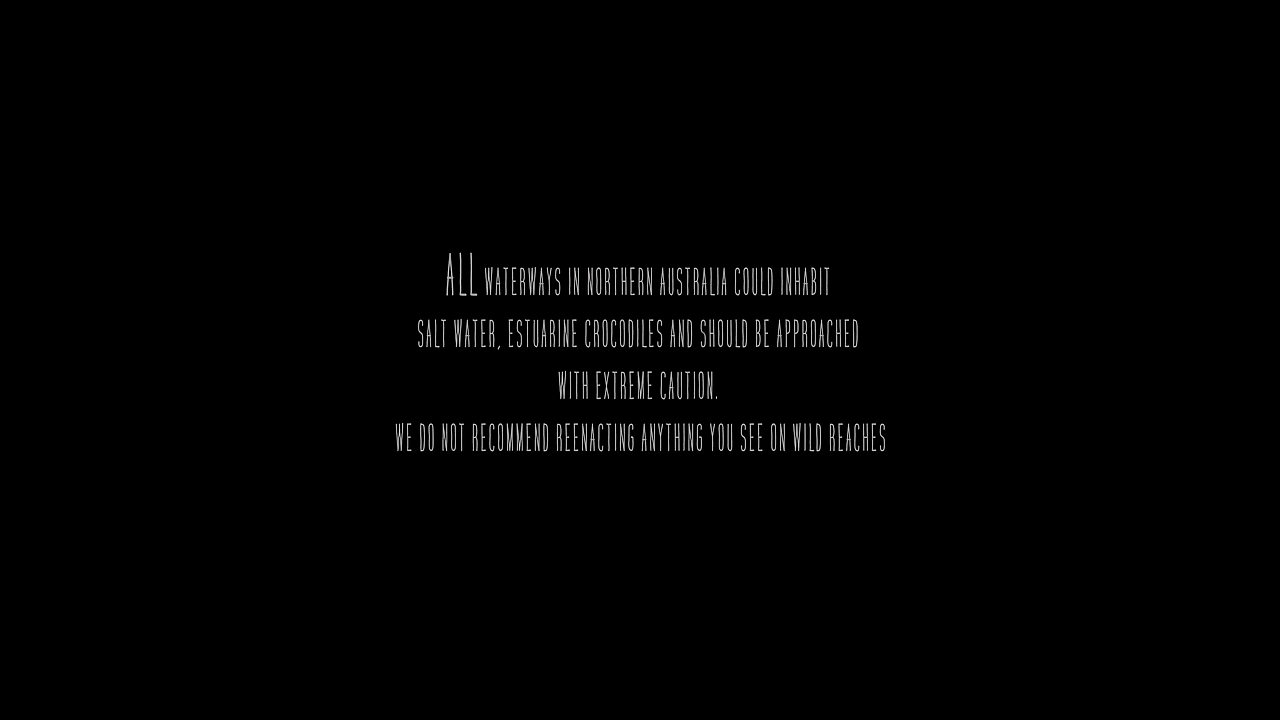 ALL WATERWAYS IN NORTHERN AUSTRALIA COULD INHABIT
SALT WATER, ESTUARINE CROCODILES AND SHOULD BE APPROACHED
WITH EXTREME CAUTION.
WE DO NOT RECOMMEND REENACTING ANYTHING YOU SEE ON WILD REACHES